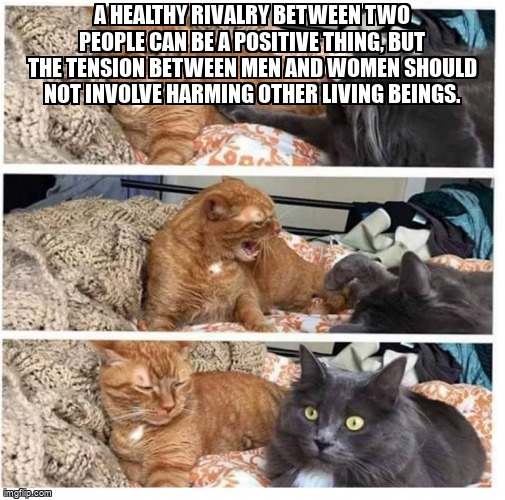 A HEALTHY RIVALRY BETWEEN TWO
PEOPLE CAN BE A POSITIVE THING, BUT
THE TENSION BETWEEN MEN AND WOMEN SHOULD
NOT INVOLVE HARMING OTHER LIVING BEINGS.
imgflip.com